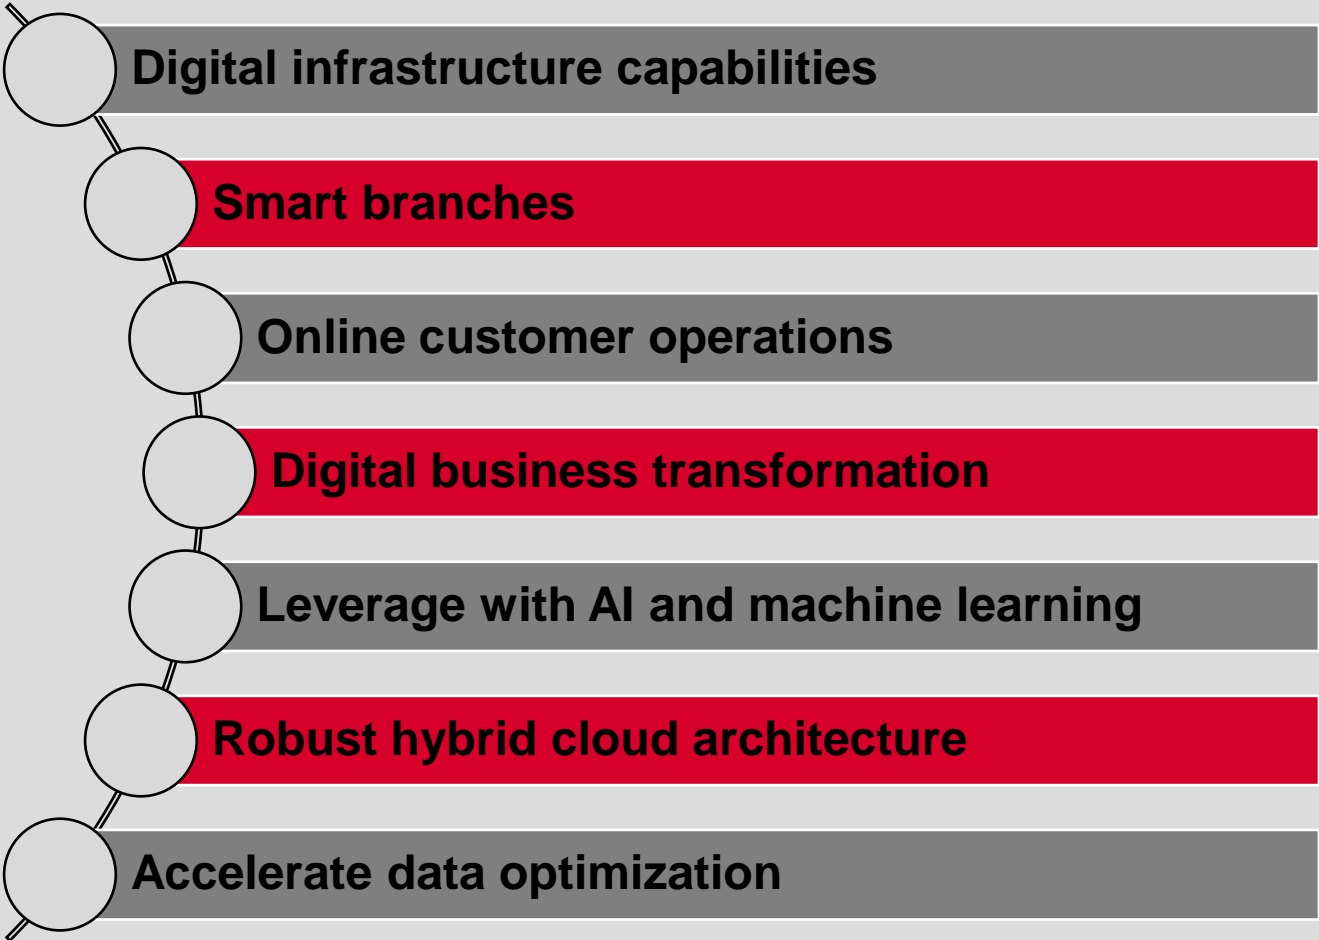 Digital infrastructure capabilities
Smart branches
Online customer operations
Digital business transformation
Leverage with AI and machine learning
Robust hybrid cloud architecture
Accelerate data optimization